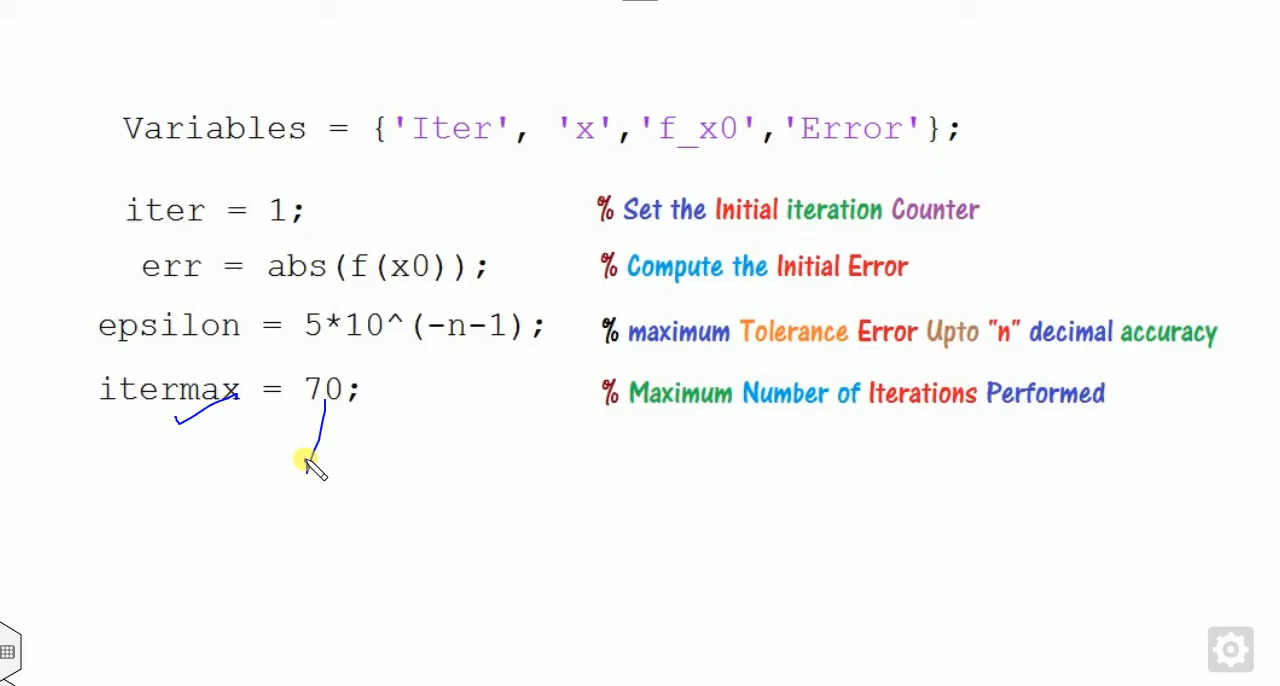 Variables = {'Iter', 'x','f_x0','Error'};
iter = 1; % Set the Initial iteration Counter
err = abs(f(x0)); % Compute the Initial Error
epsilon = 5*10^(-n-1); % maximum Tolerance Error Upto "n" decimal accuracy
itermax = 70; % Maximum Number of Iterations Performed